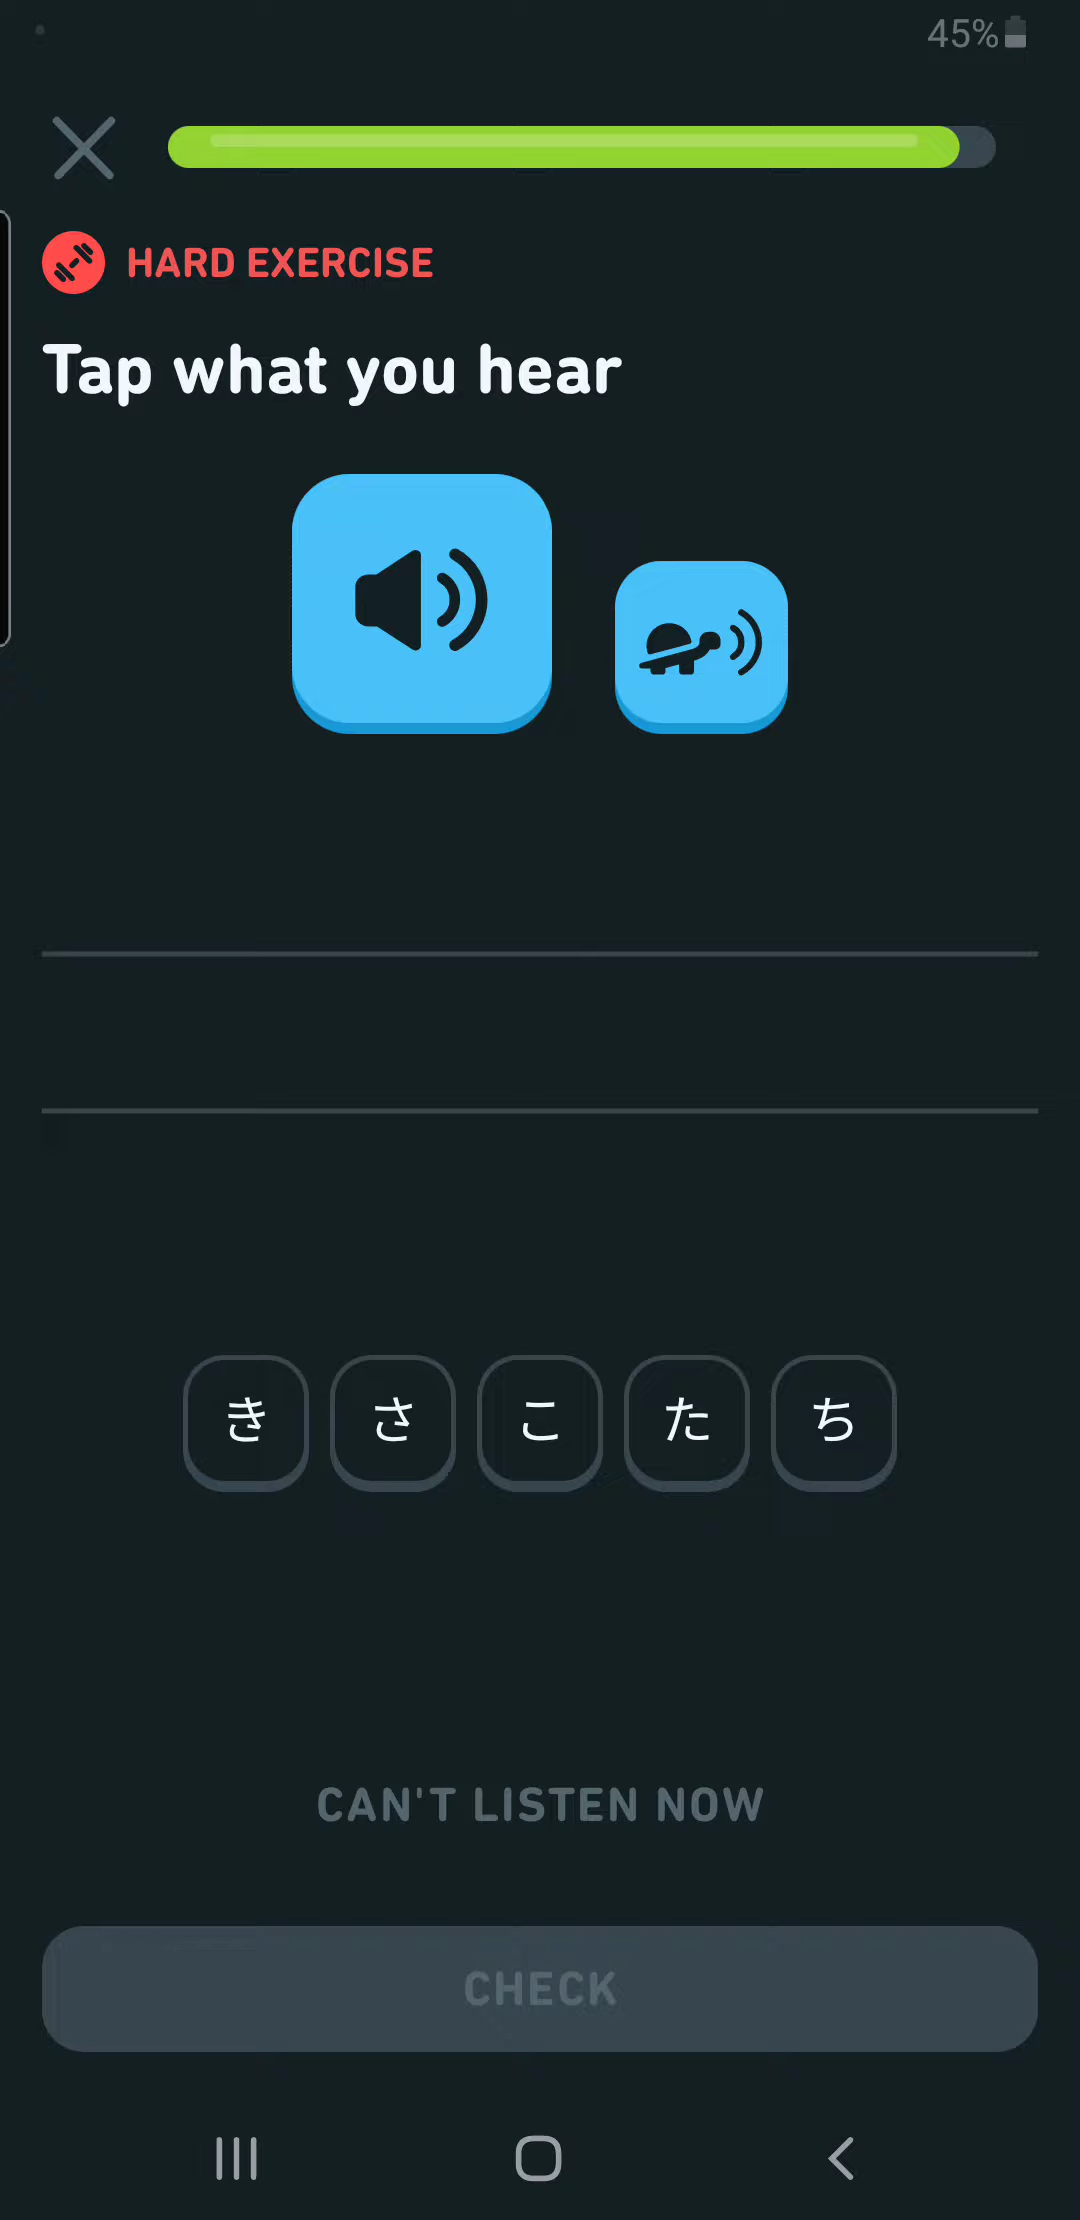 45%
HARD EXERCISE
Tap what you hear
き さ こ た ち
CAN'T LISTEN NOW
CHECK